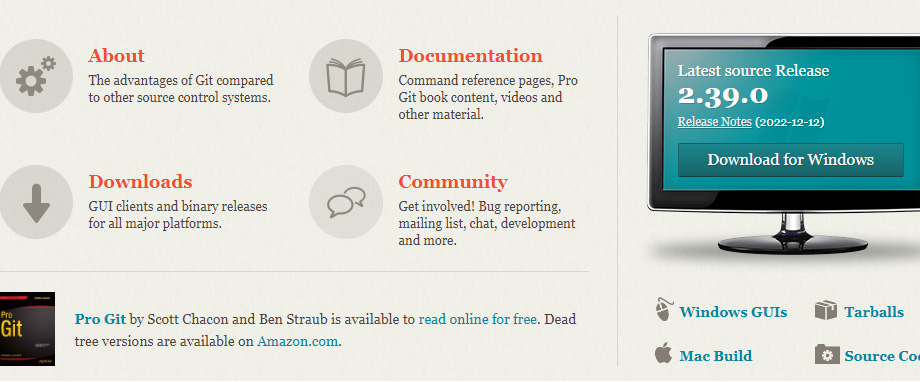 About
The advantages of Git compared
to other source control systems.
Documentation
Command reference pages, Pro
Git book content, videos and
other material.
Downloads
GUI clients and binary releases
for all major platforms.
Community
Get involved! Bug reporting,
mailing list, chat, development
and more.
Pro
Git
Pro Git by Scott Chacon and Ben Straub is available to read online for free. Dead
tree versions are available on Amazon.com.
Latest source Release
2.39.0
Release Notes (2022-12-12)
Download for Windows
Windows GUIs
Tarballs
Mac Build
Source Co